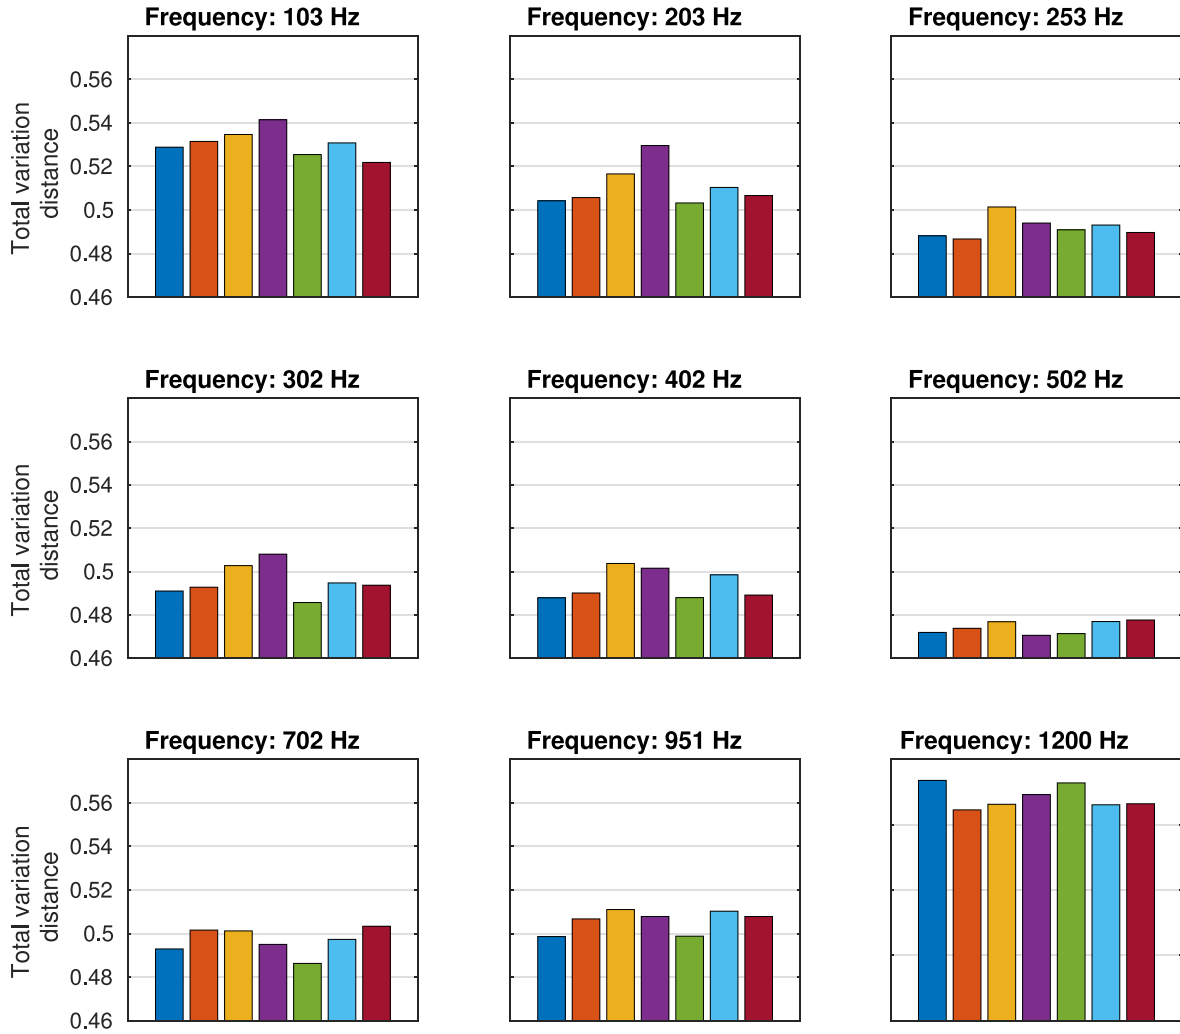 Frequency: 103 Hz
Frequency: 203 Hz
Frequency: 253 Hz
0.56
0.54
0.52
0.5
0.48
0.46
Total variation
distance
Frequency: 302 Hz
Frequency: 402 Hz
Frequency: 502 Hz
0.56
0.54
0.52
0.5
0.48
0.46
Total variation
distance
Frequency: 702 Hz
Frequency: 951 Hz
Frequency: 1200 Hz
0.56
0.54
0.52
0.5
0.48
0.46
Total variation
distance